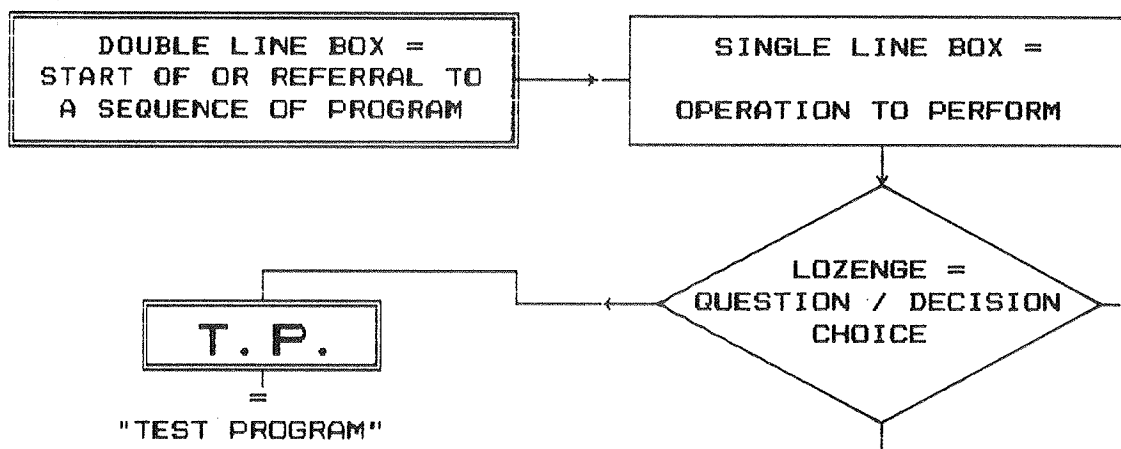 DOUBLE LINE BOX =
START OF OR REFERRAL TO
A SEQUENCE OF PROGRAM
SINGLE LINE BOX =
OPERATION TO PERFORM
LOZENGE =
QUESTION / DECISION
CHOICE
T.P.
=
"TEST PROGRAM"